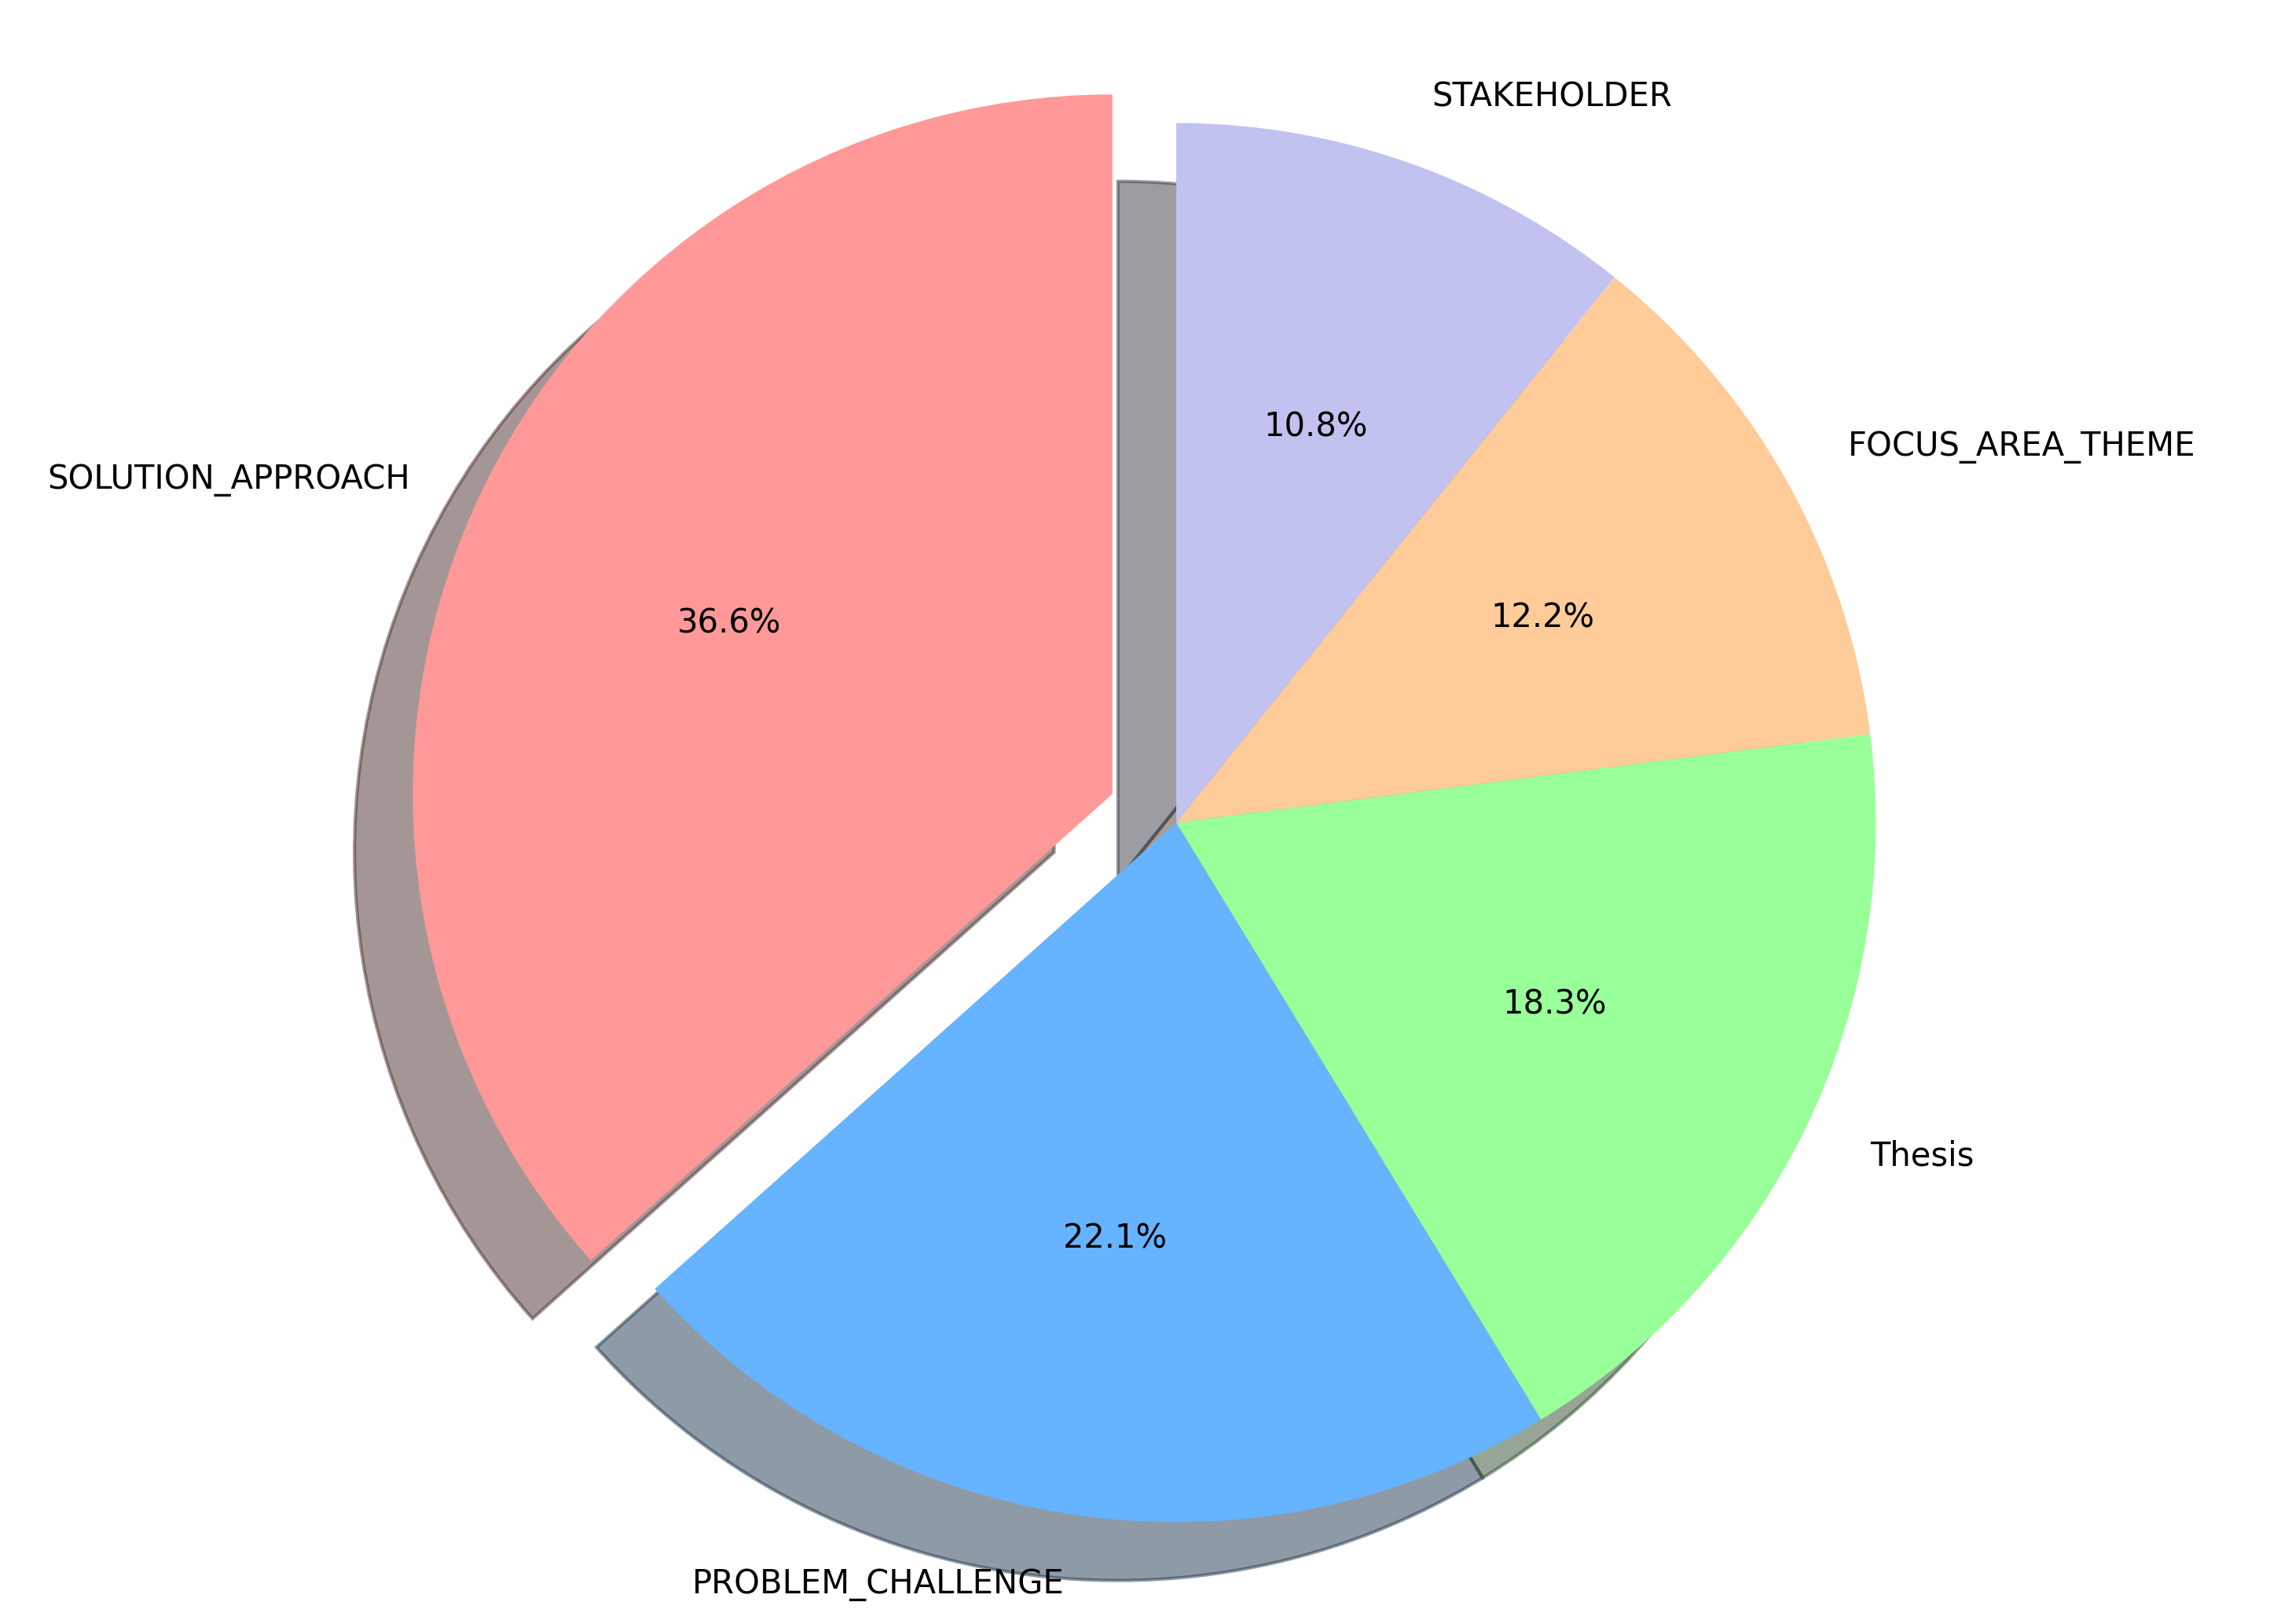 STAKEHOLDER
10.8%
FOCUS_AREA_THEME
12.2%
SOLUTION_APPROACH
36.6%
18.3%
Thesis
22.1%
PROBLEM_CHALLENGE